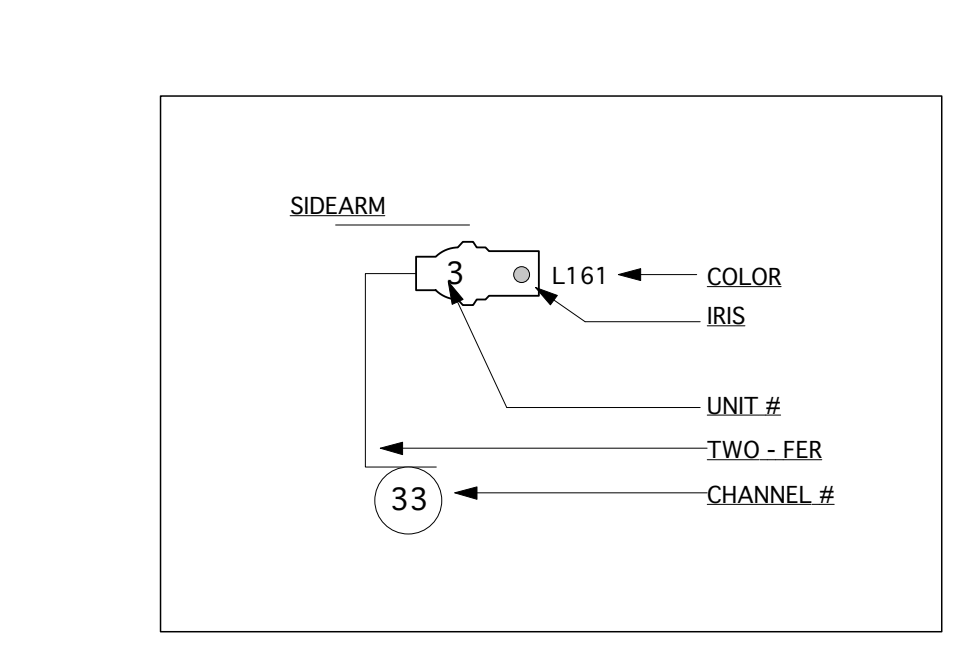 SIDEARM
3
L161
COLOR
IRIS
UNIT #
TWO - FER
33
CHANNEL #